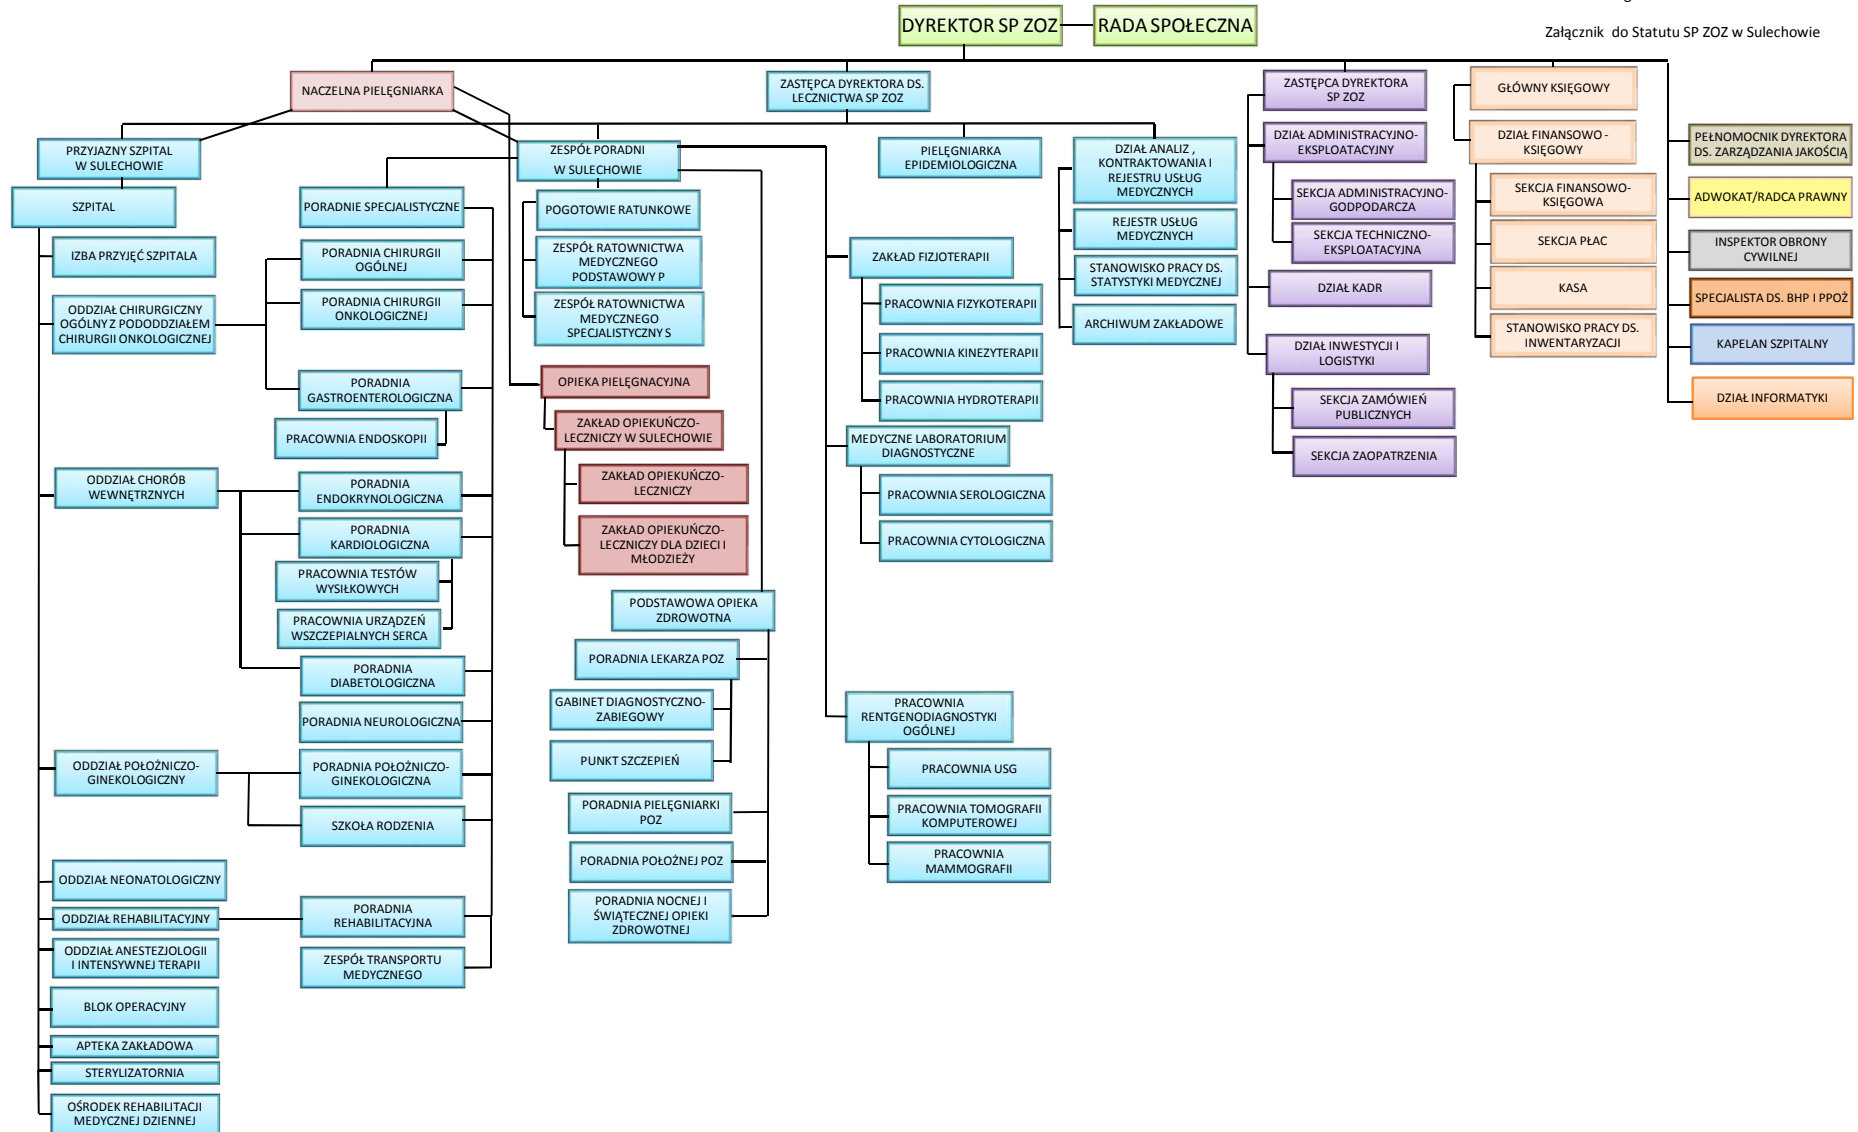 DYREKTOR SP ZOZ
RADA SPOŁECZNA
Załącznik do Statutu SP ZOZ w Sulechowie
NACZELNA PIELĘGNIARKA
ZASTĘPCA DYREKTORA DS.
LECZNICTWA SP ZOZ
ZASTĘPCA DYREKTORA
SP ZOZ
GŁÓWNY KSIĘGOWY
PRZYJAZNY SZPITAL
W SULECHOWIE
SZPITAL
IZBA PRZYJĘĆ SZPITALA
ODDZIAŁ CHIRURGICZNY
OGÓLNY Z PODODDZIAŁEM
CHIRURGII ONKOLOGICZNEJ
ODDZIAŁ CHORÓB
WEWNĘTRZNYCH
ODDZIAŁ POŁOŻNICZO-
GINEKOLOGICZNY
ODDZIAŁ NEONATOLOGICZNY
ODDZIAŁ REHABILITACYJNY
ODDZIAŁ ANESTEZJOLOGII
I INTENSYWNEJ TERAPII
BLOK OPERACYJNY
APTEKA ZAKŁADOWA
STERYLIZATORNIA
OŚRODEK REHABILITACJI
MEDYCZNEJ DZIENNEJ
PORADNIE SPECJALISTYCZNE
PORADNIA CHIRURGII
OGÓLNEJ
PORADNIA CHIRURGII
ONKOLOGICZNEJ
PORADNIA
GASTROENTEROLOGICZNA
PRACOWNIA ENDOSKOPII
PORADNIA
ENDOKRYNOLOGICZNA
PORADNIA
KARDIOLOGICZNA
PRACOWNIA TESTÓW
WYSIŁKOWYCH
PRACOWNIA URZĄDZEŃ
WSZCZEPIALNYCH SERCA
PORADNIA
DIABETOLOGICZNA
PORADNIA NEUROLOGICZNA
PORADNIA POŁOŻNICZO-
GINEKOLOGICZNA
SZKOŁA RODZENIA
PORADNIA
REHABILITACYJNA
ZESPÓŁ TRANSPORTU
MEDYCZNEGO
ZESPÓŁ PORADNI
W SULECHOWIE
POGOTOWIE RATUNKOWE
ZESPÓŁ RATOWNICTWA
MEDYCZNEGO
PODSTAWOWY P
ZESPÓŁ RATOWNICTWA
MEDYCZNEGO
SPECJALISTYCZNY S
OPIEKA PIELĘGNACYJNA
ZAKŁAD OPIEKUŃCZO-
LECZNICZY W SULECHOWIE
ZAKŁAD OPIEKUŃCZO-
LECZNICZY
ZAKŁAD OPIEKUŃCZO-
LECZNICZY DLA DZIECI I
MŁODZIEŻY
PODSTAWOWA OPIEKA
ZDROWOTNA
PORADNIA LEKARZA POZ
GABINET DIAGNOSTYCZNO-
ZABIEGOWY
PUNKT SZCZEPIEŃ
PORADNIA PIELĘGNIARKI
POZ
PORADNIA POŁOŻNEJ POZ
PORADNIA NOCNEJ I
ŚWIĄTECZNEJ OPIEKI
ZDROWOTNEJ
PIELĘGNIARKA
EPIDEMIOLOGICZNA
ZAKŁAD FIZJOTERAPII
PRACOWNIA FIZYKOTERAPII
PRACOWNIA KINEZYTERAPII
PRACOWNIA HYDROTERAPII
MEDYCZNE LABORATORIUM
DIAGNOSTYCZNE
PRACOWNIA SEROLOGICZNA
PRACOWNIA CYTOLOGICZNA
PRACOWNIA
RENTGENODIAGNOSTYKI
OGÓLNEJ
PRACOWNIA USG
PRACOWNIA TOMOGRAFII
KOMPUTEROWEJ
PRACOWNIA
MAMMOGRAFII
DZIAŁ ANALIZ ,
KONTRAKTOWANIA I
REJESTRU USŁUG
MEDYCZNYCH
REJESTR USŁUG
MEDYCZNYCH
STANOWISKO PRACY DS.
STATYSTYKI MEDYCZNEJ
ARCHIWUM ZAKŁADOWE
DZIAŁ ADMINISTRACYJNO-
EKSPLOATACYJNY
SEKCJA ADMINISTRACYJNO-
GODPODARCZA
SEKCJA TECHNICZNO-
EKSPLOATACYJNA
DZIAŁ KADR
DZIAŁ INWESTYCJI I
LOGISTYKI
SEKCJA ZAMÓWIEŃ
PUBLICZNYCH
SEKCJA ZAOPATRZENIA
DZIAŁ FINANSOWO -
KSIĘGOWY
SEKCJA FINANSOWO-
KSIĘGOWA
SEKCJA PŁAC
KASA
STANOWISKO PRACY DS.
INWENTARYZACJI
PEŁNOMOCNIK DYREKTORA
DS. ZARZĄDZANIA JAKOŚCIĄ
ADWOKAT/RADCA PRAWNY
INSPEKTOR OBRONY
CYWILNEJ
SPECJALISTA DS. BHP I PPOŻ
KAPELAN SZPITALNY
DZIAŁ INFORMATYKI